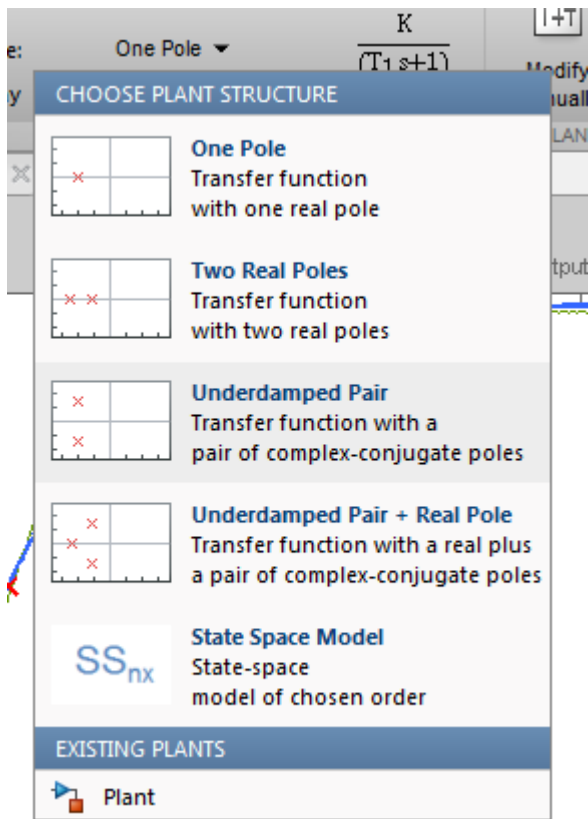 e:
One Pole
K
(T1s+1)
I+T
Modify
y
CHOOSE PLANT STRUCTURE
One Pole
Transfer function
with one real pole
Two Real Poles
Transfer function
with two real poles
tput
Underdamped Pair
Transfer function with a
pair of complex-conjugate poles
Underdamped Pair + Real Pole
Transfer function with a real plus
a pair of complex-conjugate poles
SSnx
State Space Model
State-space
model of chosen order
EXISTING PLANTS
Plant